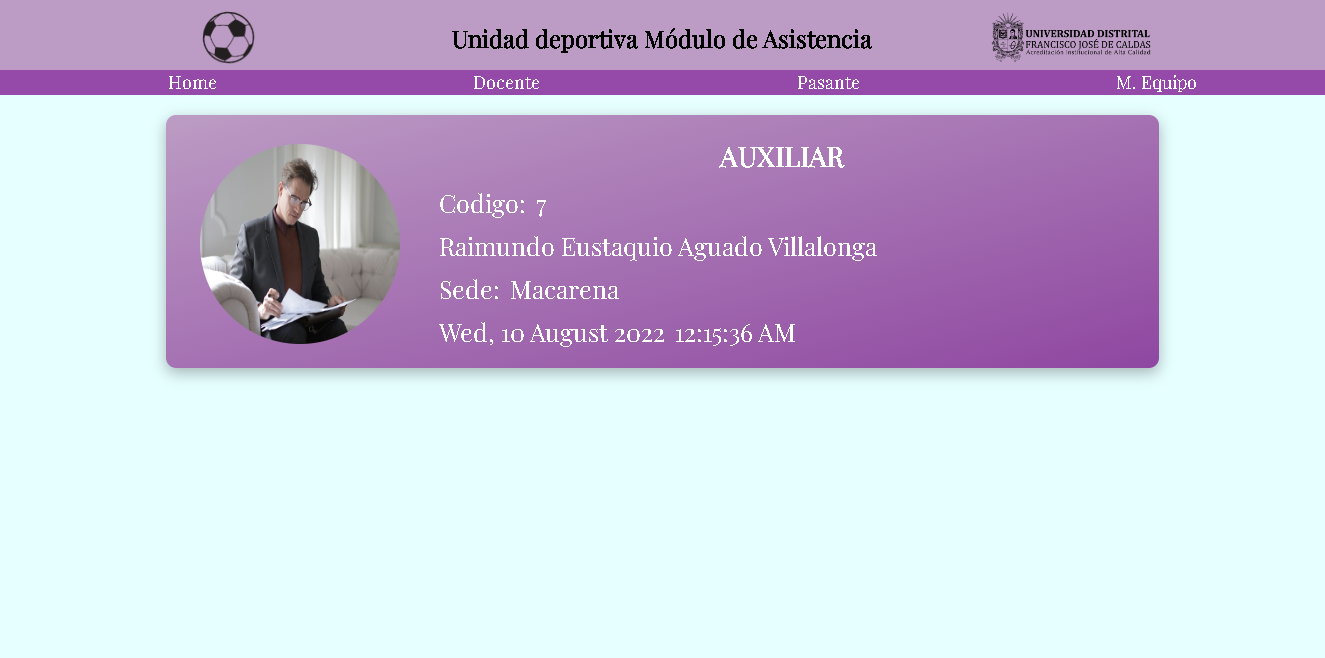 Unidad deportiva Módulo de Asistencia
UNIVERSIDAD DISTRITAL
FRANCISCO JOSÉ DE CALDAS
Acreditación Institucional de Alta Calidad
Home
Docente
Pasante
M. Equipo
AUXILIAR
Codigo: 7
Raimundo Eustaquio Aguado Villalonga
Sede: Macarena
Wed, 10 August 2022 12:15:36 AM